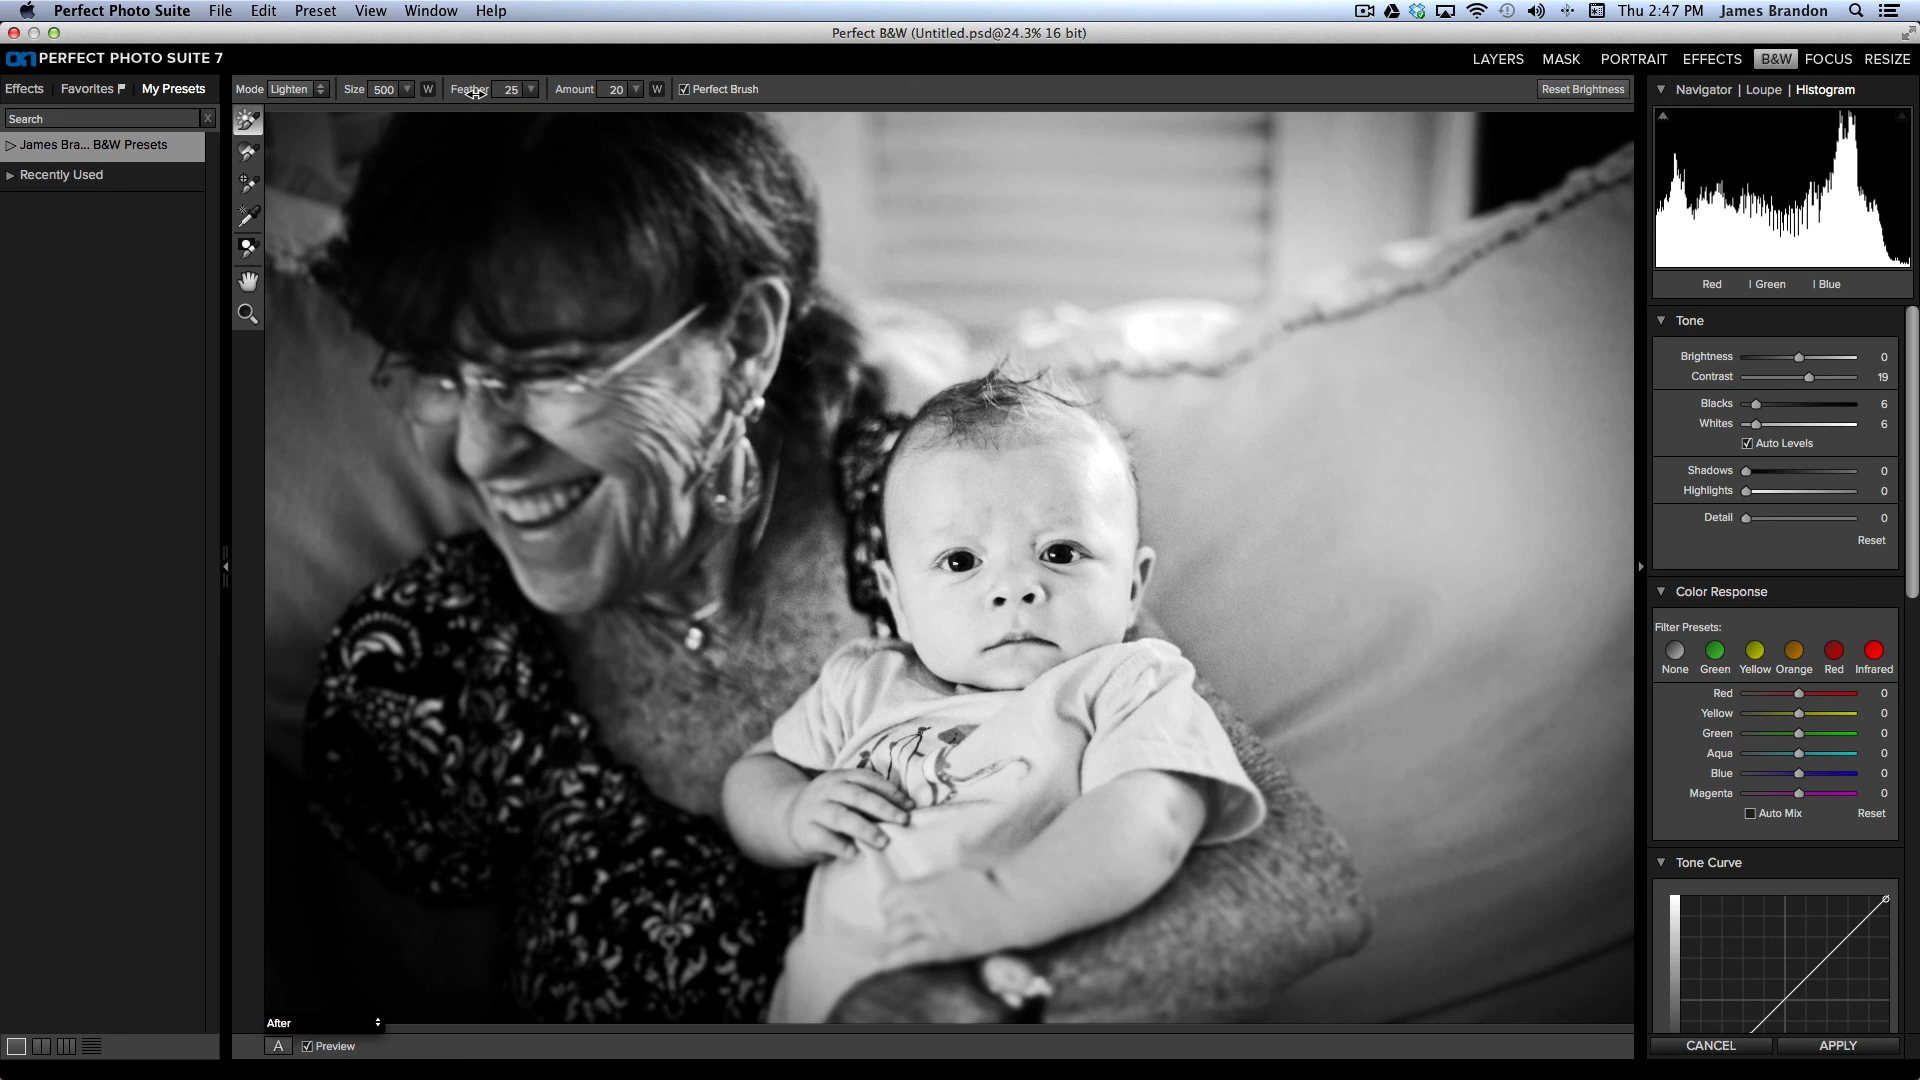 Perfect Photo Suite File Edit Preset View Window Help Thu 2:47 PM James Brandon
Perfect B&W (Untitled.psd@24.3% 16 bit)
on PERFECT PHOTO SUITE 7 LAYERS MASK PORTRAIT EFFECTS B&W FOCUS RESIZE
Effects Favorites My Presets
Mode Lighten Size 500 W Feather 25 Amount 20 W Perfect Brush Reset Brightness
Navigator | Loupe | Histogram
Search X
James Bra... B&W Presets
Recently Used
Red | Green | Blue
Tone
Brightness 0
Contrast 19
Blacks 6
Whites 6
Auto Levels
Shadows 0
Highlights 0
Detail 0
Reset
Color Response
Filter Presets:
None Green Yellow Orange Red Infrared
Red 0
Yellow 0
Green 0
Aqua 0
Blue 0
Magenta 0
Auto Mix Reset
Tone Curve
After
A Preview
CANCEL APPLY